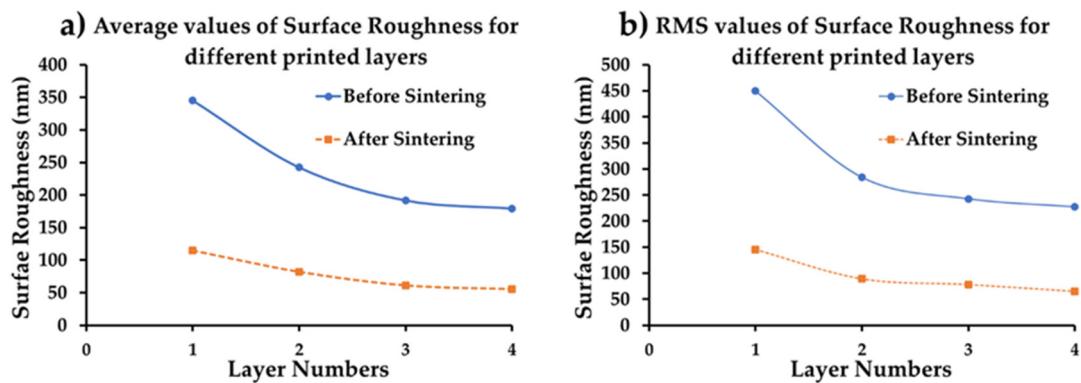 a) Average values of Surface Roughness for
different printed layers
400
350
300
250
200
150
100
50
0
Surfae Roughness (nm)
Before Sintering
After Sintering
0 1 2 3 4
Layer Numbers
b) RMS values of Surface Roughness for
different printed layers
500
450
400
350
300
250
200
150
100
50
0
Surfae Roughness (nm)
Before Sintering
After Sintering
0 1 2 3 4
Layer Numbers